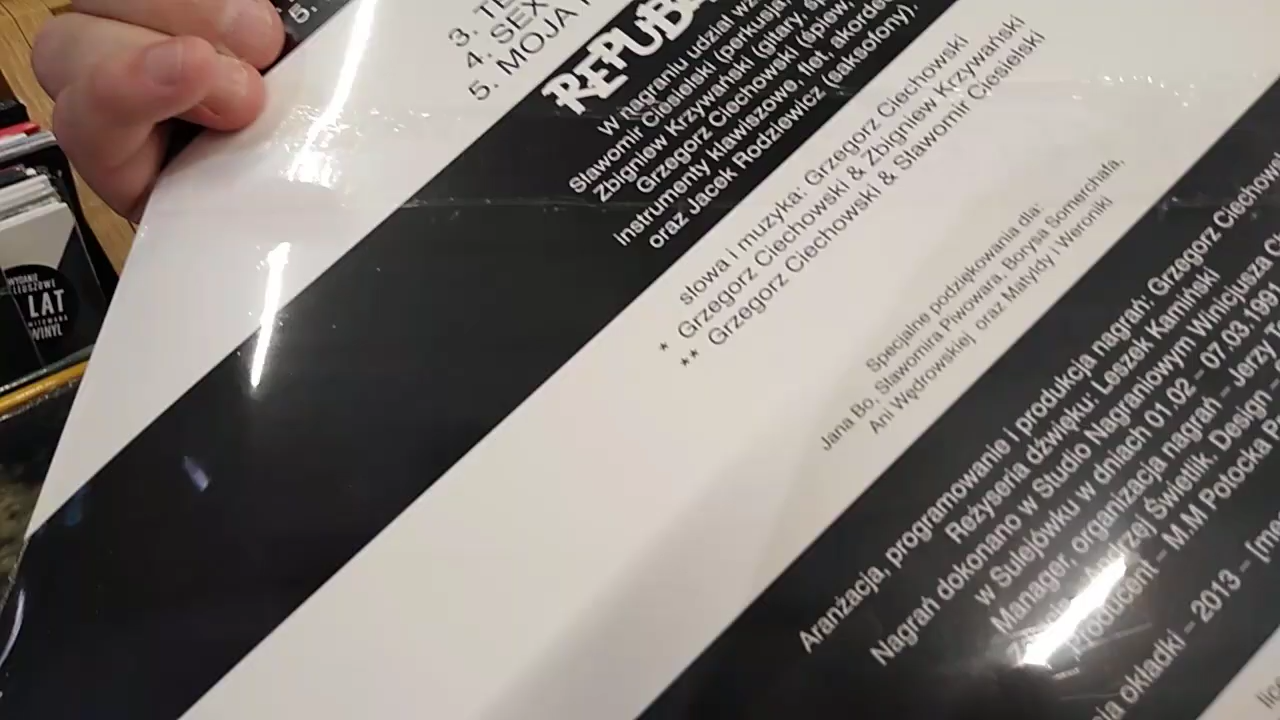 5.
3. TE
4. SEX
5. MOJA
REPUB
W nagraniu udział
Sławomir Ciesielski (perkusja
Zbigniew Krzywański (gitary,
Grzegorz Ciechowski (śpiew,
instrumenty klawiszowe, flet,
oraz Jacek Rodziewicz (saksofony).
słowa i muzyka: Grzegorz Ciechowski
* Grzegorz Ciechowski & Zbigniew Krzywański
** Grzegorz Ciechowski & Sławomir Ciesielski
Specjalne podziękowania dla:
Jana Bo, Sławomira Piwowara, Borysa Somerchafa,
Ani Wędrowskiej oraz Matyldy i Weroniki
Aranżacja, programowanie i produkcja nagrań: Grzegorz Ciechow
Reżyseria dźwięku: Leszek Kamiński
Nagrań dokonano w Studio Nagraniowym Winicjusza
w Sulejówku w dniach 01.02 - 07.03.1991
Manager, organizacja nagrań - Jerzy
Andrzej Świetlik. Design -
Producent - M.M Potocka
okładki - 2013 -
LAT
WINYL